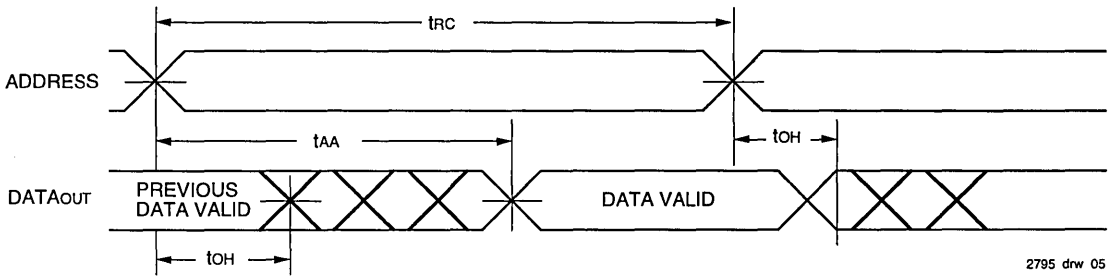 tRC
ADDRESS
tAA
tOH
DATAOUT
PREVIOUS
DATA VALID
DATA VALID
tOH
2795 drw 05